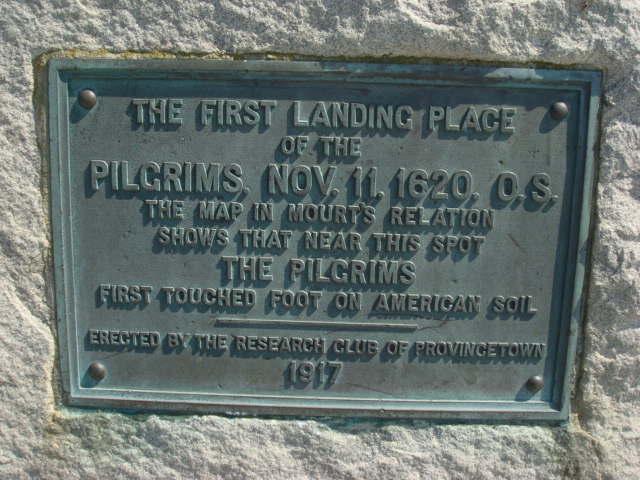 THE FIRST LANDING PLACE
OF THE
PILGRIMS, NOV. 11, 1620. O.S.
THE MAP IN MOURT'S RELATION
SHOWS THAT NEAR THIS SPOT
THE PILGRIMS
FIRST TOUCHED FOOT ON AMERICAN SOIL
ERECTED BY THE RESEARCH CLUB OF PROVINCETOWN
1917